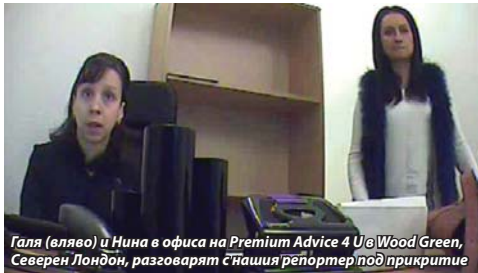 Галя (вляво) и Нина в офиса на Premium Advice 4 U в Wood Green,
Северен Лондон, разговарят с нашия репортер под прикритие